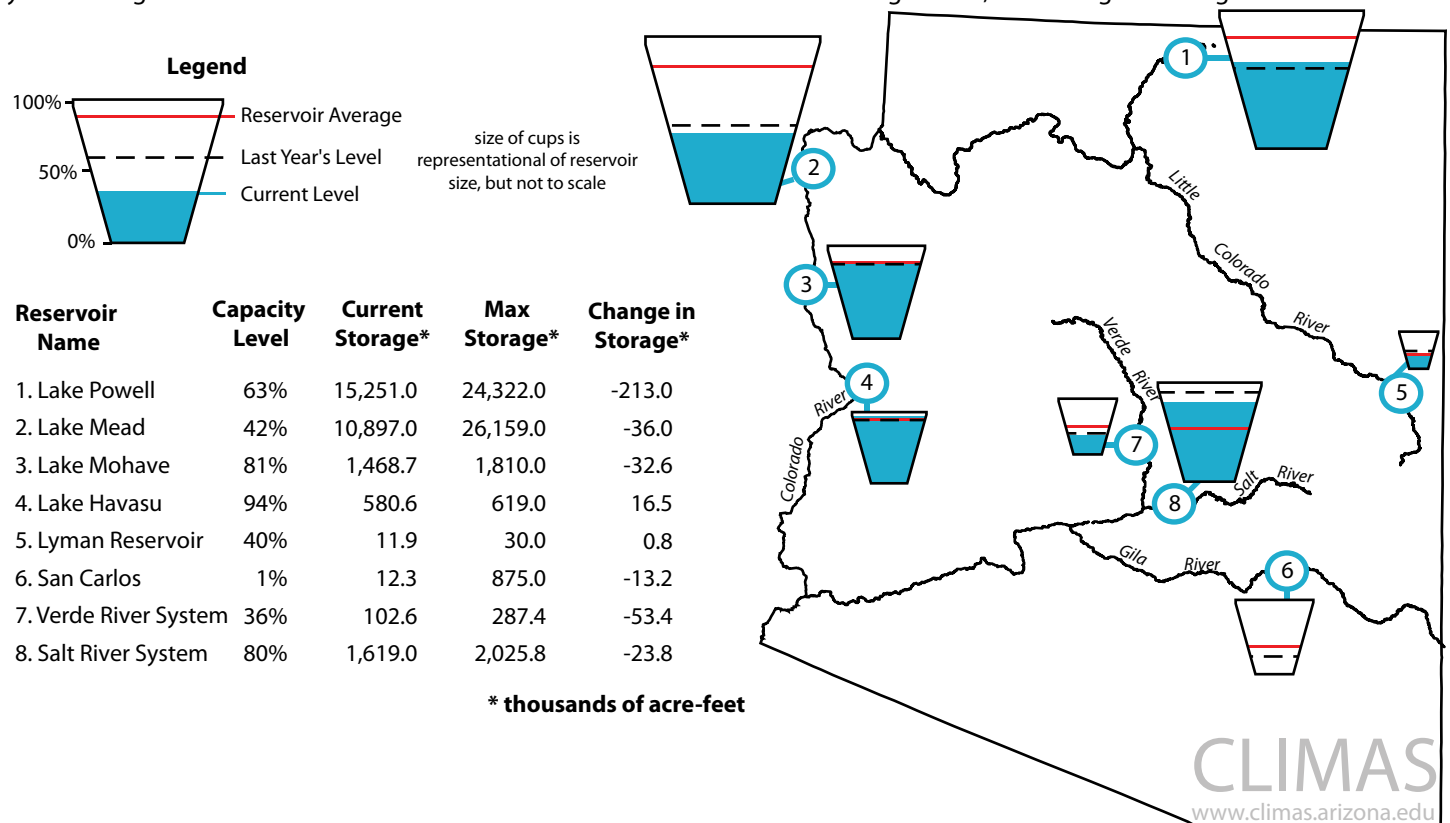 Legend
100%
50%
0%
Reservoir Average
Last Year's Level
Current Level
size of cups is
representational of reservoir
size, but not to scale
Reservoir Name Capacity Level Current Storage* Max Storage* Change in Storage*
1. Lake Powell 63% 15,251.0 24,322.0 -213.0
2. Lake Mead 42% 10,897.0 26,159.0 -36.0
3. Lake Mohave 81% 1,468.7 1,810.0 -32.6
4. Lake Havasu 94% 580.6 619.0 16.5
5. Lyman Reservoir 40% 11.9 30.0 0.8
6. San Carlos 1% 12.3 875.0 -13.2
7. Verde River System 36% 102.6 287.4 -53.4
8. Salt River System 80% 1,619.0 2,025.8 -23.8
* thousands of acre-feet
1
2
3
4
5
6
7
8
Little
Colorado
River
Verde
River
Colorado
River
Salt
River
Gila
River
CLIMAS
www.climas.arizona.edu